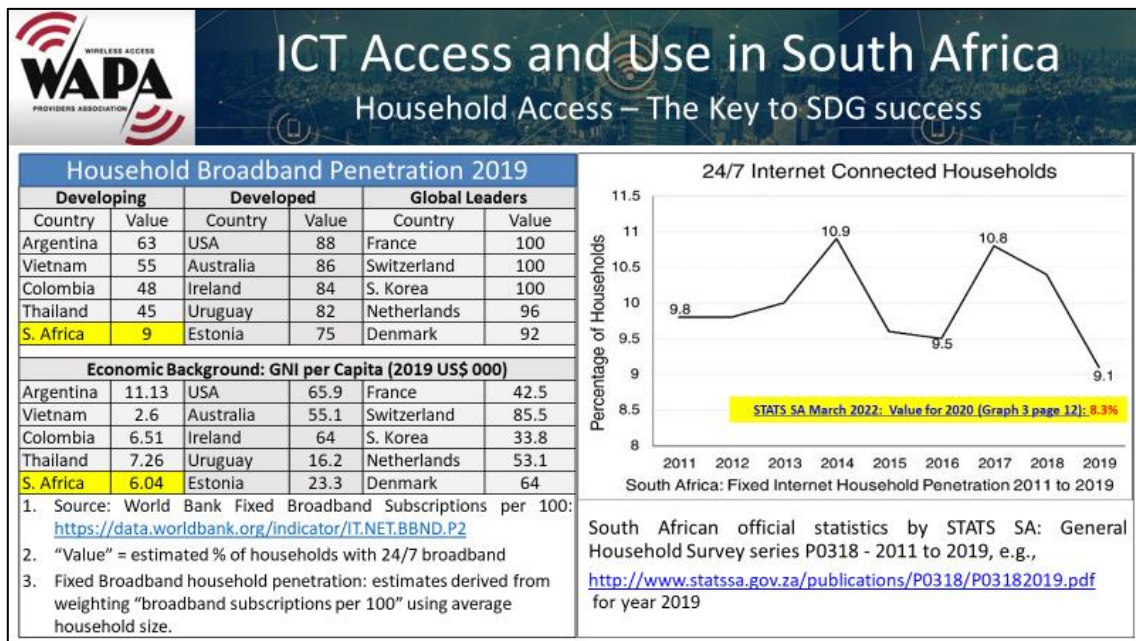 WIRELESS ACCESS
WAPA
PROVIDERS ASSOCIATION
ICT Access and Use in South Africa
Household Access – The Key to SDG success
Household Broadband Penetration 2019
Developing Developed Global Leaders
Country Value Country Value Country Value
Argentina 63 USA 88 France 100
Vietnam 55 Australia 86 Switzerland 100
Colombia 48 Ireland 84 S. Korea 100
Thailand 45 Uruguay 82 Netherlands 96
S. Africa 9 Estonia 75 Denmark 92
Economic Background: GNI per Capita (2019 US$ 000)
Argentina 11.13 USA 65.9 France 42.5
Vietnam 2.6 Australia 55.1 Switzerland 85.5
Colombia 6.51 Ireland 64 S. Korea 33.8
Thailand 7.26 Uruguay 16.2 Netherlands 53.1
S. Africa 6.04 Estonia 23.3 Denmark 64
1. Source: World Bank Fixed Broadband Subscriptions per 100:
https://data.worldbank.org/indicator/IT.NET.BBND.P2
2. “Value” = estimated % of households with 24/7 broadband
3. Fixed Broadband household penetration: estimates derived from
weighting “broadband subscriptions per 100” using average
household size.
24/7 Internet Connected Households
Percentage of Households
11.5
11
10.5
10
9.5
9
8.5
8
9.8
10.9
9.5
10.8
9.1
STATS SA March 2022: Value for 2020 (Graph 3 page 12): 8.3%
2011 2012 2013 2014 2015 2016 2017 2018 2019
South Africa: Fixed Internet Household Penetration 2011 to 2019
South African official statistics by STATS SA: General
Household Survey series P0318 - 2011 to 2019, e.g.,
http://www.statssa.gov.za/publications/P0318/P03182019.pdf
for year 2019